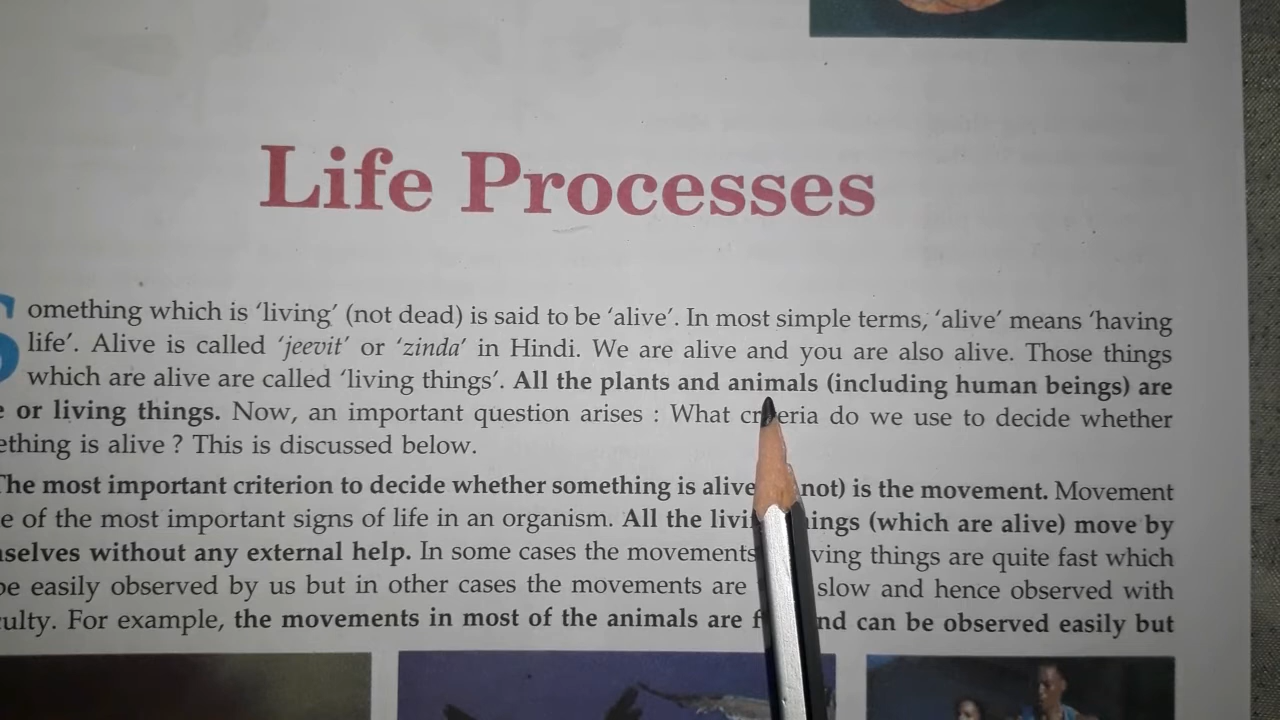 Life Processes
omething which is ‘living’ (not dead) is said to be ‘alive’. In most simple terms, ‘alive’ means ‘having
life’. Alive is called ‘jeevit’ or ‘zinda’ in Hindi. We are alive and you are also alive. Those things
which are alive are called ‘living things’. All the plants and animals (including human beings) are
or living things. Now, an important question arises : What do we use to decide whether
ething is alive ? This is discussed below.
The most important criterion to decide whether something is alive not) is the movement. Movement
e of the most important signs of life in an organism. All the (which are alive) move by
selves without any external help. In some cases the movements things are quite fast which
be easily observed by us but in other cases the movements are slow and hence observed with
culty. For example, the movements in most of the animals are and can be observed easily but